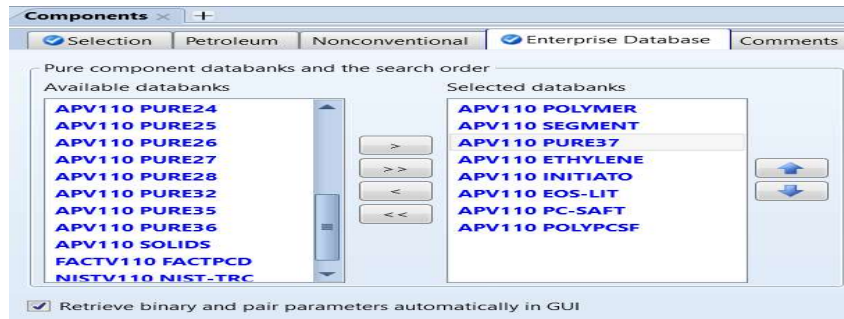 Components × +
Selection Petroleum Nonconventional Enterprise Database Comments
Pure component databanks and the search order
Available databanks
APV110 PURE24
APV110 PURE25
APV110 PURE26
APV110 PURE27
APV110 PURE28
APV110 PURE32
APV110 PURE35
APV110 PURE36
APV110 SOLIDS
FACTV110 FACTPCD
NISTV110 NIST-TRC
>
>>
<
<<
Selected databanks
APV110 POLYMER
APV110 SEGMENT
APV110 PURE37
APV110 ETHYLENE
APV110 INITIATO
APV110 EOS-LIT
APV110 PC-SAFT
APV110 POLYPCSF
Retrieve binary and pair parameters automatically in GUI